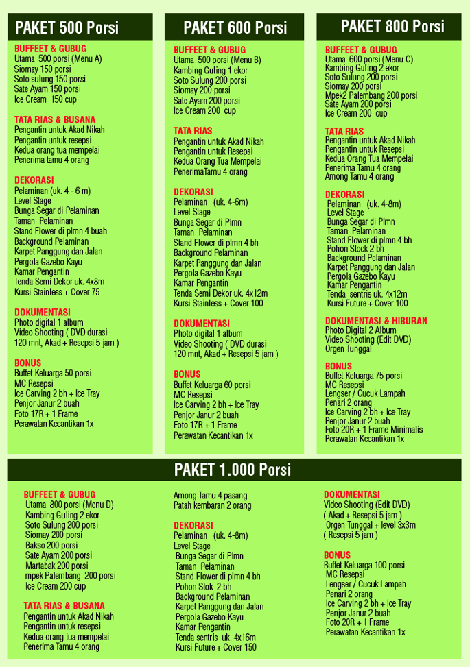 PAKET 500 Porsi
BUFFEET & GUBUG
Utama 500 porsi (Menu A)
Siomay 150 porsi
Soto sulung 150 porsi
Sate Ayam 150 porsi
Ice Cream 150 cup
TATA RIAS & BUSANA
Pengantin untuk Akad Nikah
Pengantin untuk resepsi
Kedua orang tua mempelai
Penerima tamu 4 orang
DEKORASI
Pelaminan (uk. 4 - 6 m)
Level Stage
Bunga Segar di Pelaminan
Taman Pelaminan
Stand Flower di plmn 4 buah
Background Pelaminan
Karpet Panggung dan Jalan
Pergola Gazebo Kayu
Kamar Pengantin
Tenda Semi Dekor uk. 4x8m
Kursi Stainless + Cover 75
DOKUMENTASI
Photo digital 1 album
Video Shooting ( DVD durasi
120 mnt, Akad + Resepsi 5 jam )
BONUS
Buffet Keluarga 50 porsi
MC Resepsi
Ice Carving 2 bh + Ice Tray
Penjor Janur 2 buah
Foto 17R + 1 Frame
Perawatan Kecantikan 1x
PAKET 600 Porsi
BUFFEET & GUBUG
Utama 500 porsi (Menu B)
Kambing Guling 1 ekor
Soto Sulung 200 porsi
Siomay 200 porsi
Sate Ayam 200 porsi
Ice Cream 200 cup
TATA RIAS
Pengantin untuk Akad Nikah
Pengantin untuk Resepsi
Kedua Orang Tua Mempelai
PenerimaTamu 4 orang
DEKORASI
Pelaminan (uk. 4-6m)
Level Stage
Bunga Segar di Plmn
Taman Pelaminan
Stand Flower di plmn 4 bh
Background Pelaminan
Karpet Panggung dan Jalan
Pergola Gazebo Kayu
Kamar Pengantin
Tenda Semi Dekor uk. 4x12m
Kursi Stainless + Cover 100
DOKUMENTASI
Photo digital 1 album
Video Shooting ( DVD durasi
120 mnt, Akad + Resepsi 5 jam )
BONUS
Buffet Keluarga 60 porsi
MC Resepsi
Ice Carving 2 bh + Ice Tray
Penjor Janur 2 buah
Foto 17R + 1 Frame
Perawatan Kecantikan 1x
PAKET 800 Porsi
BUFFEET & GUBUG
Utama 600 porsi (Menu C)
Kambing Guling 2 ekor
Soto Sulung 200 porsi
Siomay 200 porsi
Mpek2 Palembang 200 porsi
Sate Ayam 200 porsi
Ice Cream 200 cup
TATA RIAS
Pengantin untuk Akad Nikah
Pengantin untuk Resepsi
Kedua Orang Tua Mempelai
Penerima Tamu 4 orang
Among Tamu 4 orang
DEKORASI
Pelaminan (uk. 4-8m)
Level Stage
Bunga Segar di Plmn
Taman Pelaminan
Stand Flower di plmn 4 bh
Pohon Stock 2 bh
Background Pelaminan
Karpet Panggung dan Jalan
Pergola Gazebo Kayu
Kamar Pengantin
Tenda sentris uk. 4x12m
Kursi Future + Cover 100
DOKUMENTASI & HIBURAN
Photo Digital 2 Album
Video Shooting (Edit DVD)
Orgen Tunggal
BONUS
Buffet Keluarga 75 porsi
MC Resepsi
Lengser / Cucuk Lampah
Penari 2 orang
Ice Carving 2 bh + Ice Tray
Penjor Janur 2 buah
Foto 20R + 1 Frame Minimalis
Perawatan Kecantikan 1x
PAKET 1.000 Porsi
BUFFEET & GUBUG
Utama 800 porsi (Menu D)
Kambing Guling 2 ekor
Soto Sulung 200 porsi
Siomay 200 porsi
Bakso 200 porsi
Sate Ayam 200 porsi
Martabak 200 porsi
mpek Palembang 200 porsi
Ice Cream 200 cup
TATA RIAS & BUSANA
Pengantin untuk Akad Nikah
Pengantin untuk resepsi
Kedua orang tua mempelai
Penerima Tamu 4 orang
Among Tamu 4 pasang
Patah kembaran 2 orang
DEKORASI
Pelaminan (uk. 4-8m)
Level Stage
Bunga Segar di Plmn
Taman Pelaminan
Stand Flower di plmn 4 bh
Pohon Stok 2 bh
Background Pelaminan
Karpet Panggung dan Jalan
Pergola Gazebo Kayu
Kamar Pengantin
Tenda sentris uk. 4x16m
Kursi Future + Cover 150
DOKUMENTASI
Video Shooting (Edit DVD)
( Akad + Resepsi 5 jam )
Orgen Tunggal + level 3x3m
( Resepsi 5 jam )
BONUS
Buffet Keluarga 100 porsi
MC Resepsi
Lengser / Cucuk Lampah
Penari 2 orang
Ice Carving 2 bh + Ice Tray
Penjor Janur 2 buah
Foto 20R + 1 Frame
Perawatan Kecantikan 1x